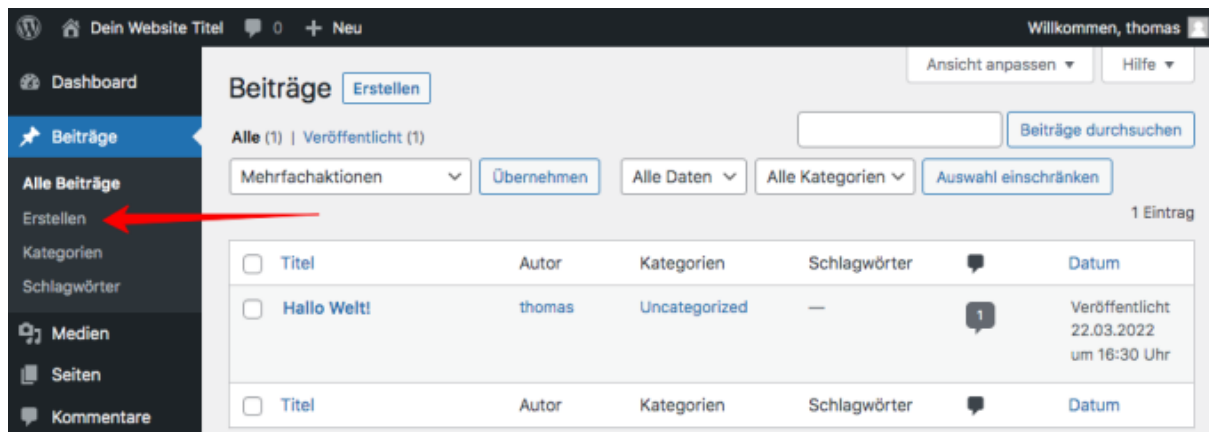 Dein Website Titel 0 + Neu Willkommen, thomas
Ansicht anpassen Hilfe
Dashboard
Beiträge
Alle Beiträge
Erstellen
Kategorien
Schlagwörter
Medien
Seiten
Kommentare
Beiträge Erstellen
Alle (1) | Veröffentlicht (1)
Beiträge durchsuchen
Mehrfachaktionen Übernehmen Alle Daten Alle Kategorien Auswahl einschränken
1 Eintrag
Titel Autor Kategorien Schlagwörter Datum
Hallo Welt! thomas Uncategorized — 1 Veröffentlicht
22.03.2022
um 16:30 Uhr
Titel Autor Kategorien Schlagwörter Datum